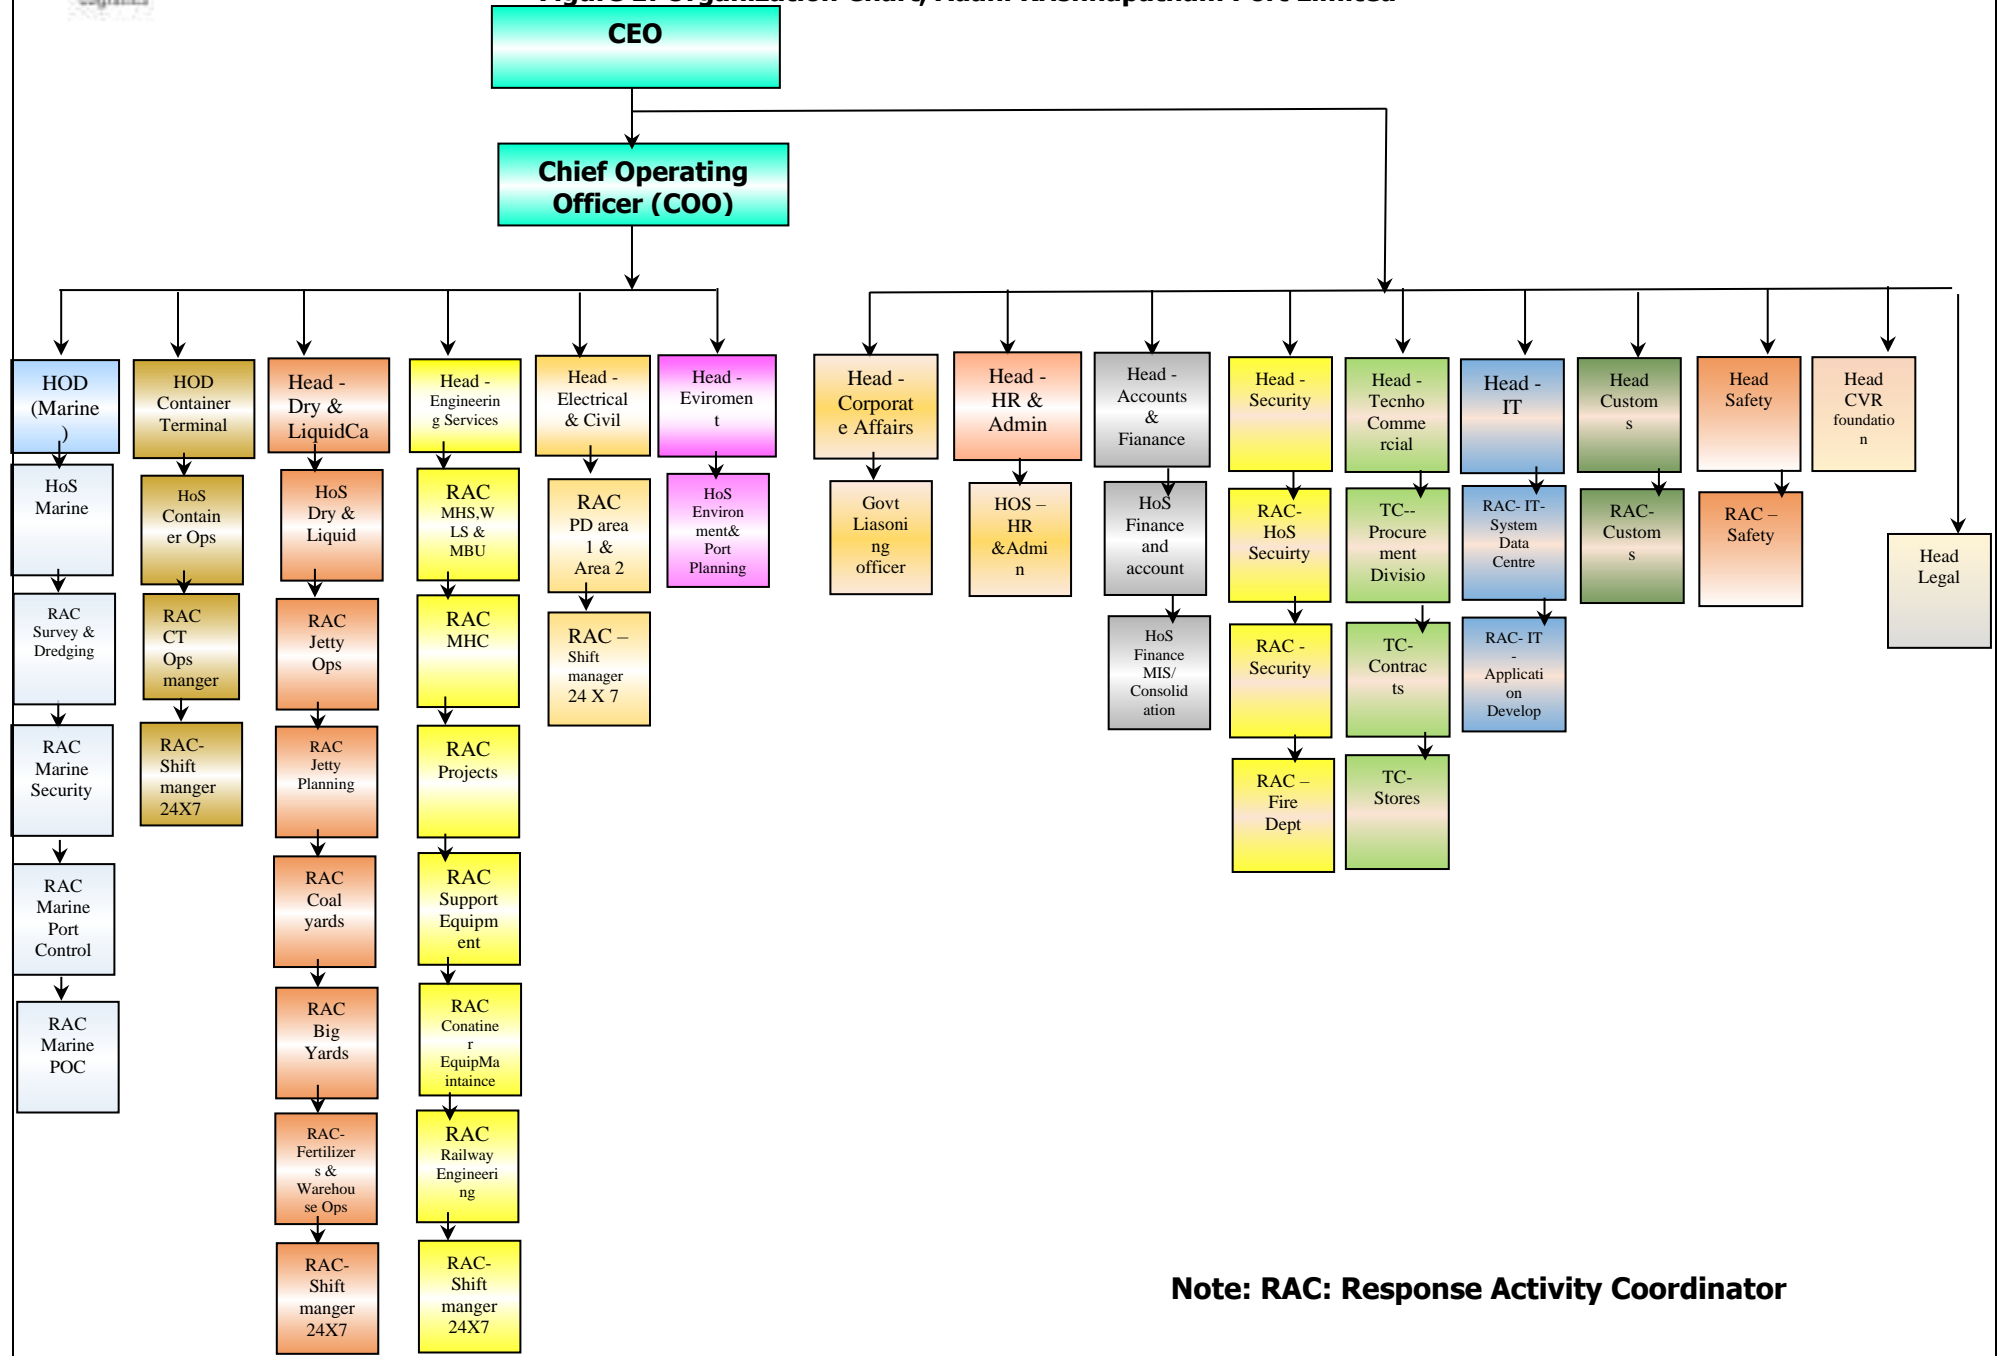 CEO
Chief Operating
Officer (COO)
HOD
(Marine
)
HoS
Marine
RAC
Survey &
Dredging
RAC
Marine
Security
RAC
Marine
Port
Control
RAC
Marine
POC
HOD
Container
Terminal
HoS
Contain
er Ops
RAC
CT
Ops
manger
RAC-
Shift
manger
24X7
Head -
Dry &
LiquidCa
HoS
Dry &
Liquid
RAC
Jetty
Ops
RAC
Jetty
Planning
RAC
Coal
yards
RAC
Big
Yards
RAC-
Fertilizer
s &
Warehou
se Ops
RAC-
Shift
manger
24X7
Head -
Engineerin
g Services
RAC
MHS,W
LS &
MBU
RAC
MHC
RAC
Projects
RAC
Support
Equipm
ent
RAC
Conatine
r
EquipMa
intaince
RAC
Railway
Engineeri
ng
RAC-
Shift
manger
24X7
Head -
Electrical
& Civil
RAC
PD area
1 &
Area 2
RAC –
Shift
manager
24 X 7
Head -
Eviromen
t
HoS
Environ
ment&
Port
Planning
Head -
Corporat
e Affairs
Govt
Liasoni
ng
officer
Head -
HR &
Admin
HOS –
HR
&Admi
n
Head -
Accounts
&
Fianance
HoS
Finance
and
account
HoS
Finance
MIS/
Consolid
ation
Head -
Security
RAC-
HoS
Secuirty
RAC -
Security
RAC –
Fire
Dept
Head -
Tecnho
Comme
rcial
TC--
Procure
ment
Divisio
TC-
Contrac
ts
TC-
Stores
Head -
IT
RAC- IT-
System
Data
Centre
RAC- IT
-
Applicati
on
Develop
Head
Custom
s
RAC-
Custom
s
Head
Safety
RAC –
Safety
Head
CVR
foundatio
n
Head
Legal
Note: RAC: Response Activity Coordinator